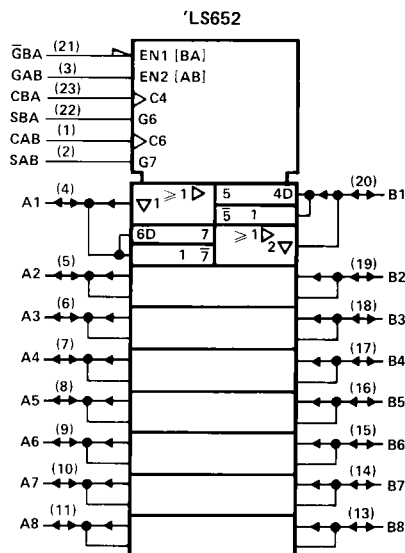 'LS652
G̅BA (21) EN1 [BA]
GAB (3) EN2 [AB]
CBA (23) C4
SBA (22) G6
CAB (1) C6
SAB (2) G7
A1 (4) ▽1 ≥1 ▷ 5 4D (20) B1
5̅ 1
6D 7 ≥1 ▷
1 7̅ 2▽
A2 (5) (19) B2
A3 (6) (18) B3
A4 (7) (17) B4
A5 (8) (16) B5
A6 (9) (15) B6
A7 (10) (14) B7
A8 (11) (13) B8